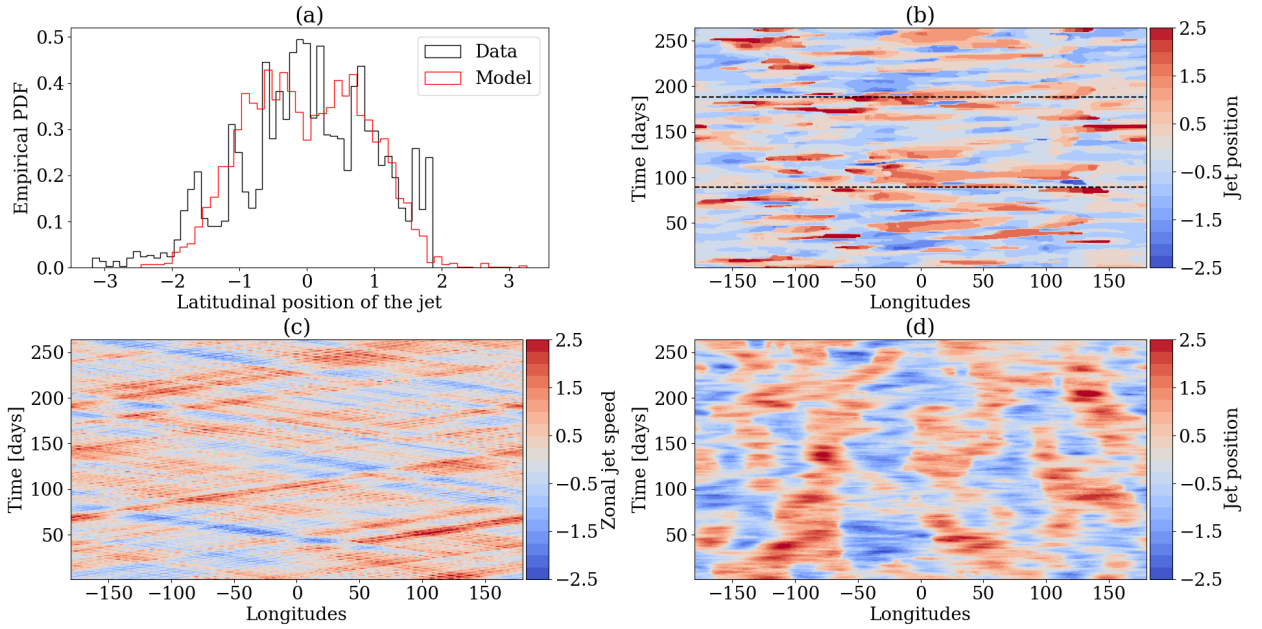 (a)
0.5
0.4
0.3
0.2
0.1
0.0
Empirical PDF
Data
Model
−3 −2 −1 0 1 2 3
Latitudinal position of the jet
(b)
250
200
150
100
50
Time [days]
−150 −100 −50 0 50 100 150
Longitudes
2.5
1.5
0.5
−0.5
−1.5
−2.5
Jet position
(c)
250
200
150
100
50
Time [days]
−150 −100 −50 0 50 100 150
Longitudes
2.5
1.5
0.5
−0.5
−1.5
−2.5
Zonal jet speed
(d)
250
200
150
100
50
Time [days]
−150 −100 −50 0 50 100 150
Longitudes
2.5
1.5
0.5
−0.5
−1.5
−2.5
Jet position